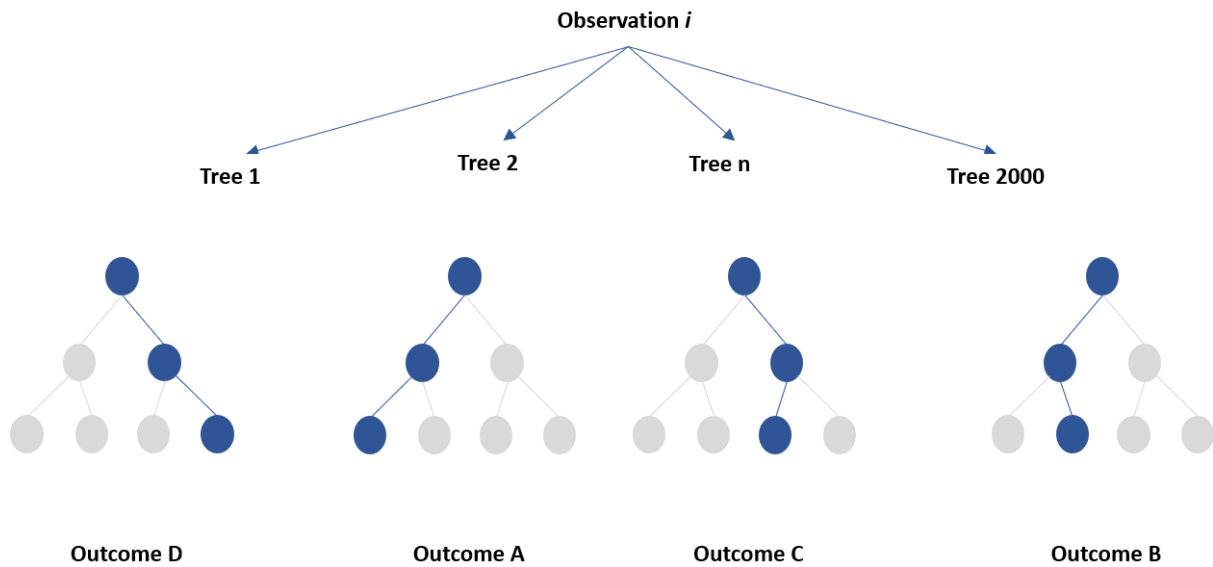 Observation i
Tree 1
Tree 2
Tree n
Tree 2000
Outcome D
Outcome A
Outcome C
Outcome B